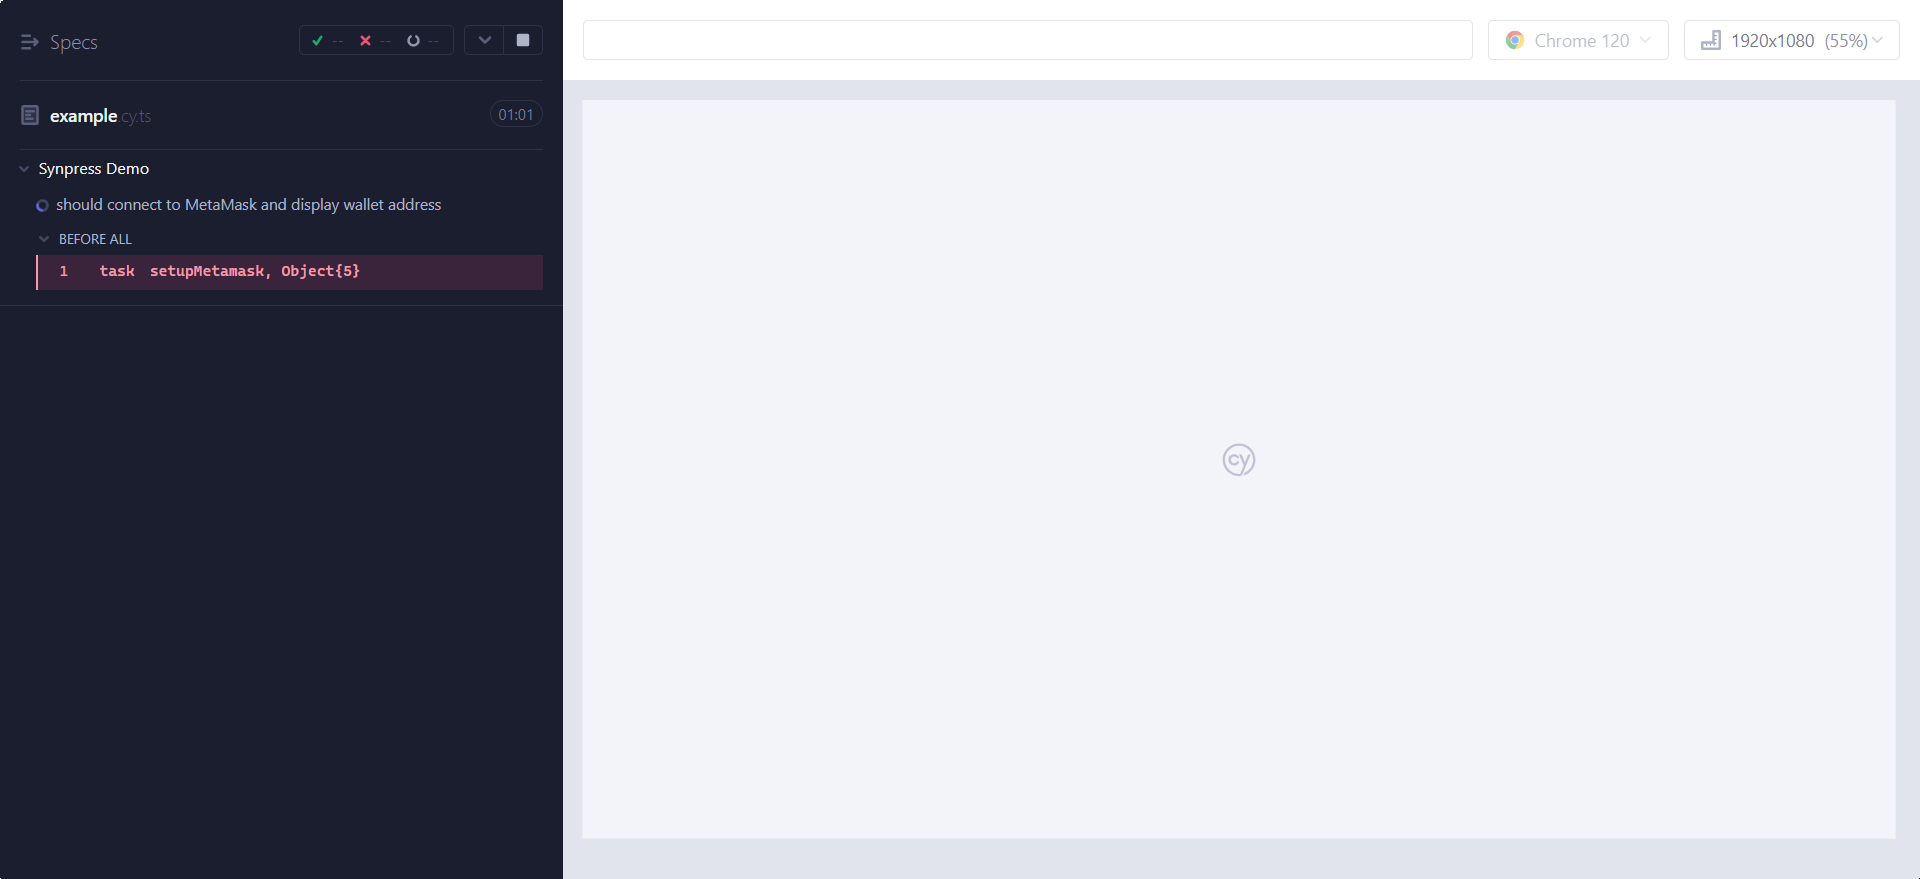 Specs
-- -- --
Chrome 120
1920x1080 (55%)
example.cy.ts
01:01
Synpress Demo
should connect to MetaMask and display wallet address
BEFORE ALL
1 task setupMetamask, Object{5}
cy